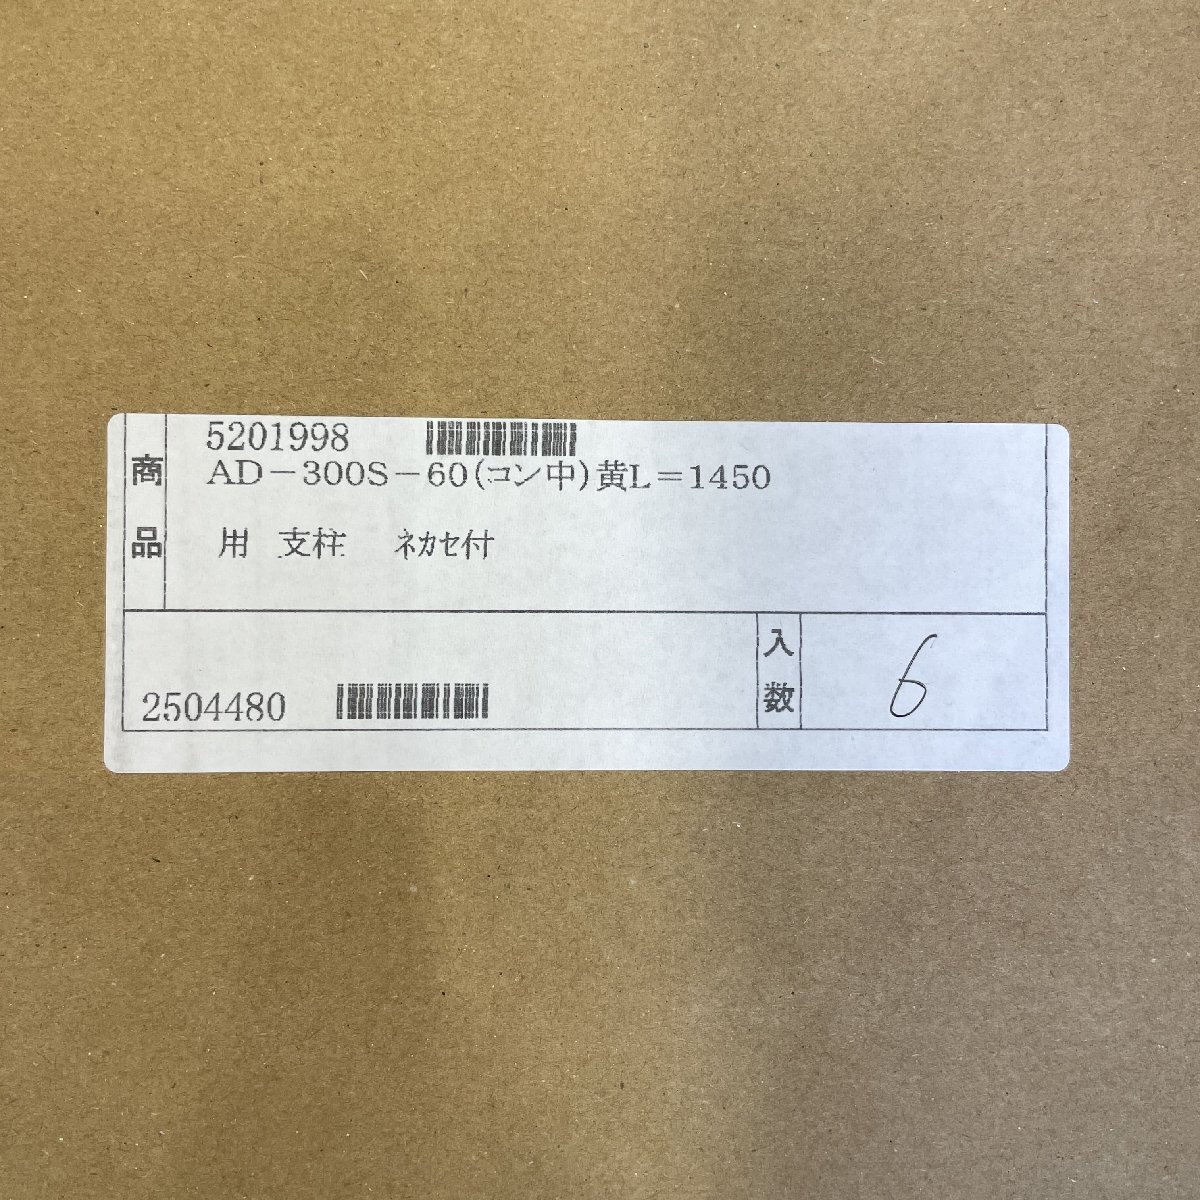 商品
5201998
AD-300S-60(コン中)黄L=1450
用 支柱 ネカセ付
2504480
入数
6